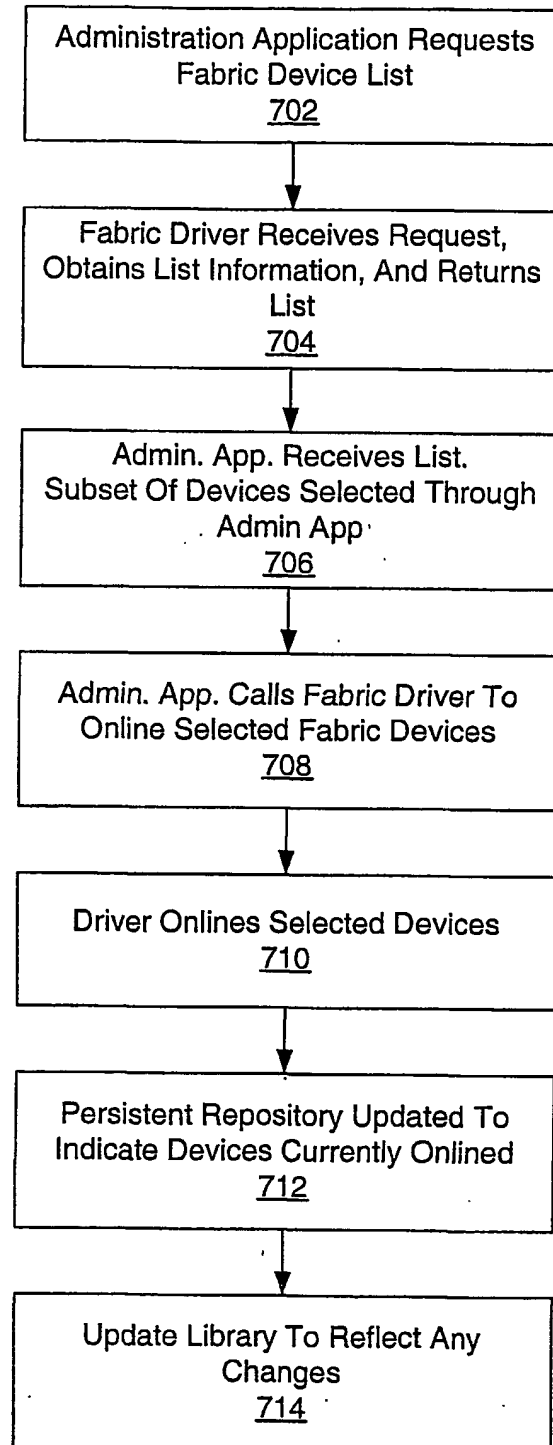 Administration Application Requests
Fabric Device List
702
Fabric Driver Receives Request,
Obtains List Information, And Returns
List
704
Admin. App. Receives List.
Subset Of Devices Selected Through
Admin App
706
Admin. App. Calls Fabric Driver To
Online Selected Fabric Devices
708
Driver Onlines Selected Devices
710
Persistent Repository Updated To
Indicate Devices Currently Onlined
712
Update Library To Reflect Any
Changes
714